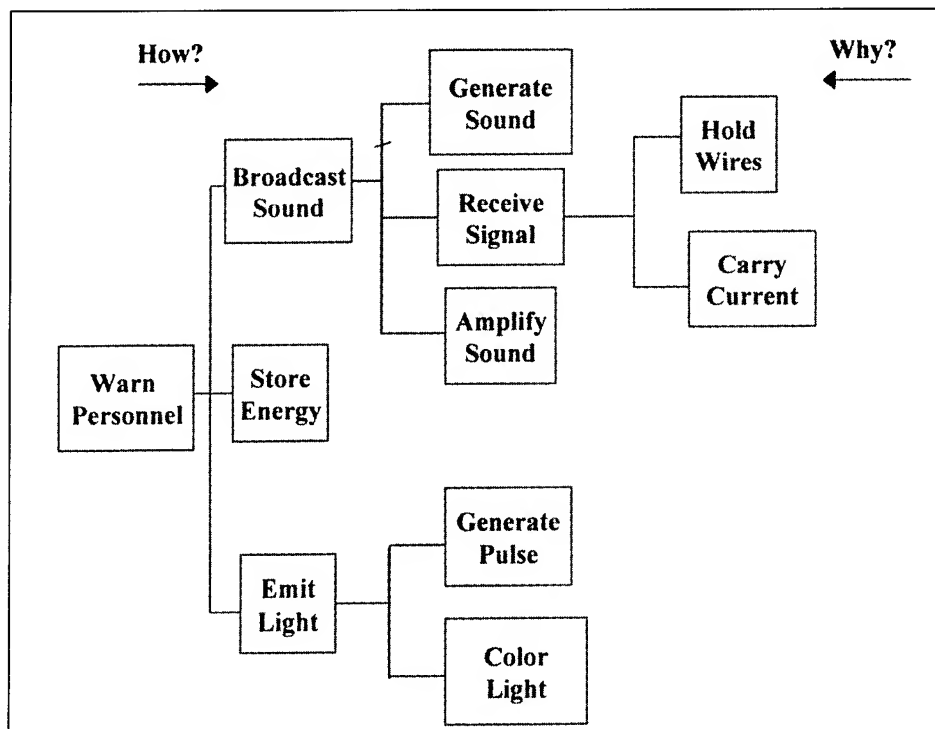 How?
Why?
Generate
Sound
Hold
Wires
Broadcast
Sound
Receive
Signal
Carry
Current
Amplify
Sound
Warn
Personnel
Store
Energy
Generate
Pulse
Emit
Light
Color
Light